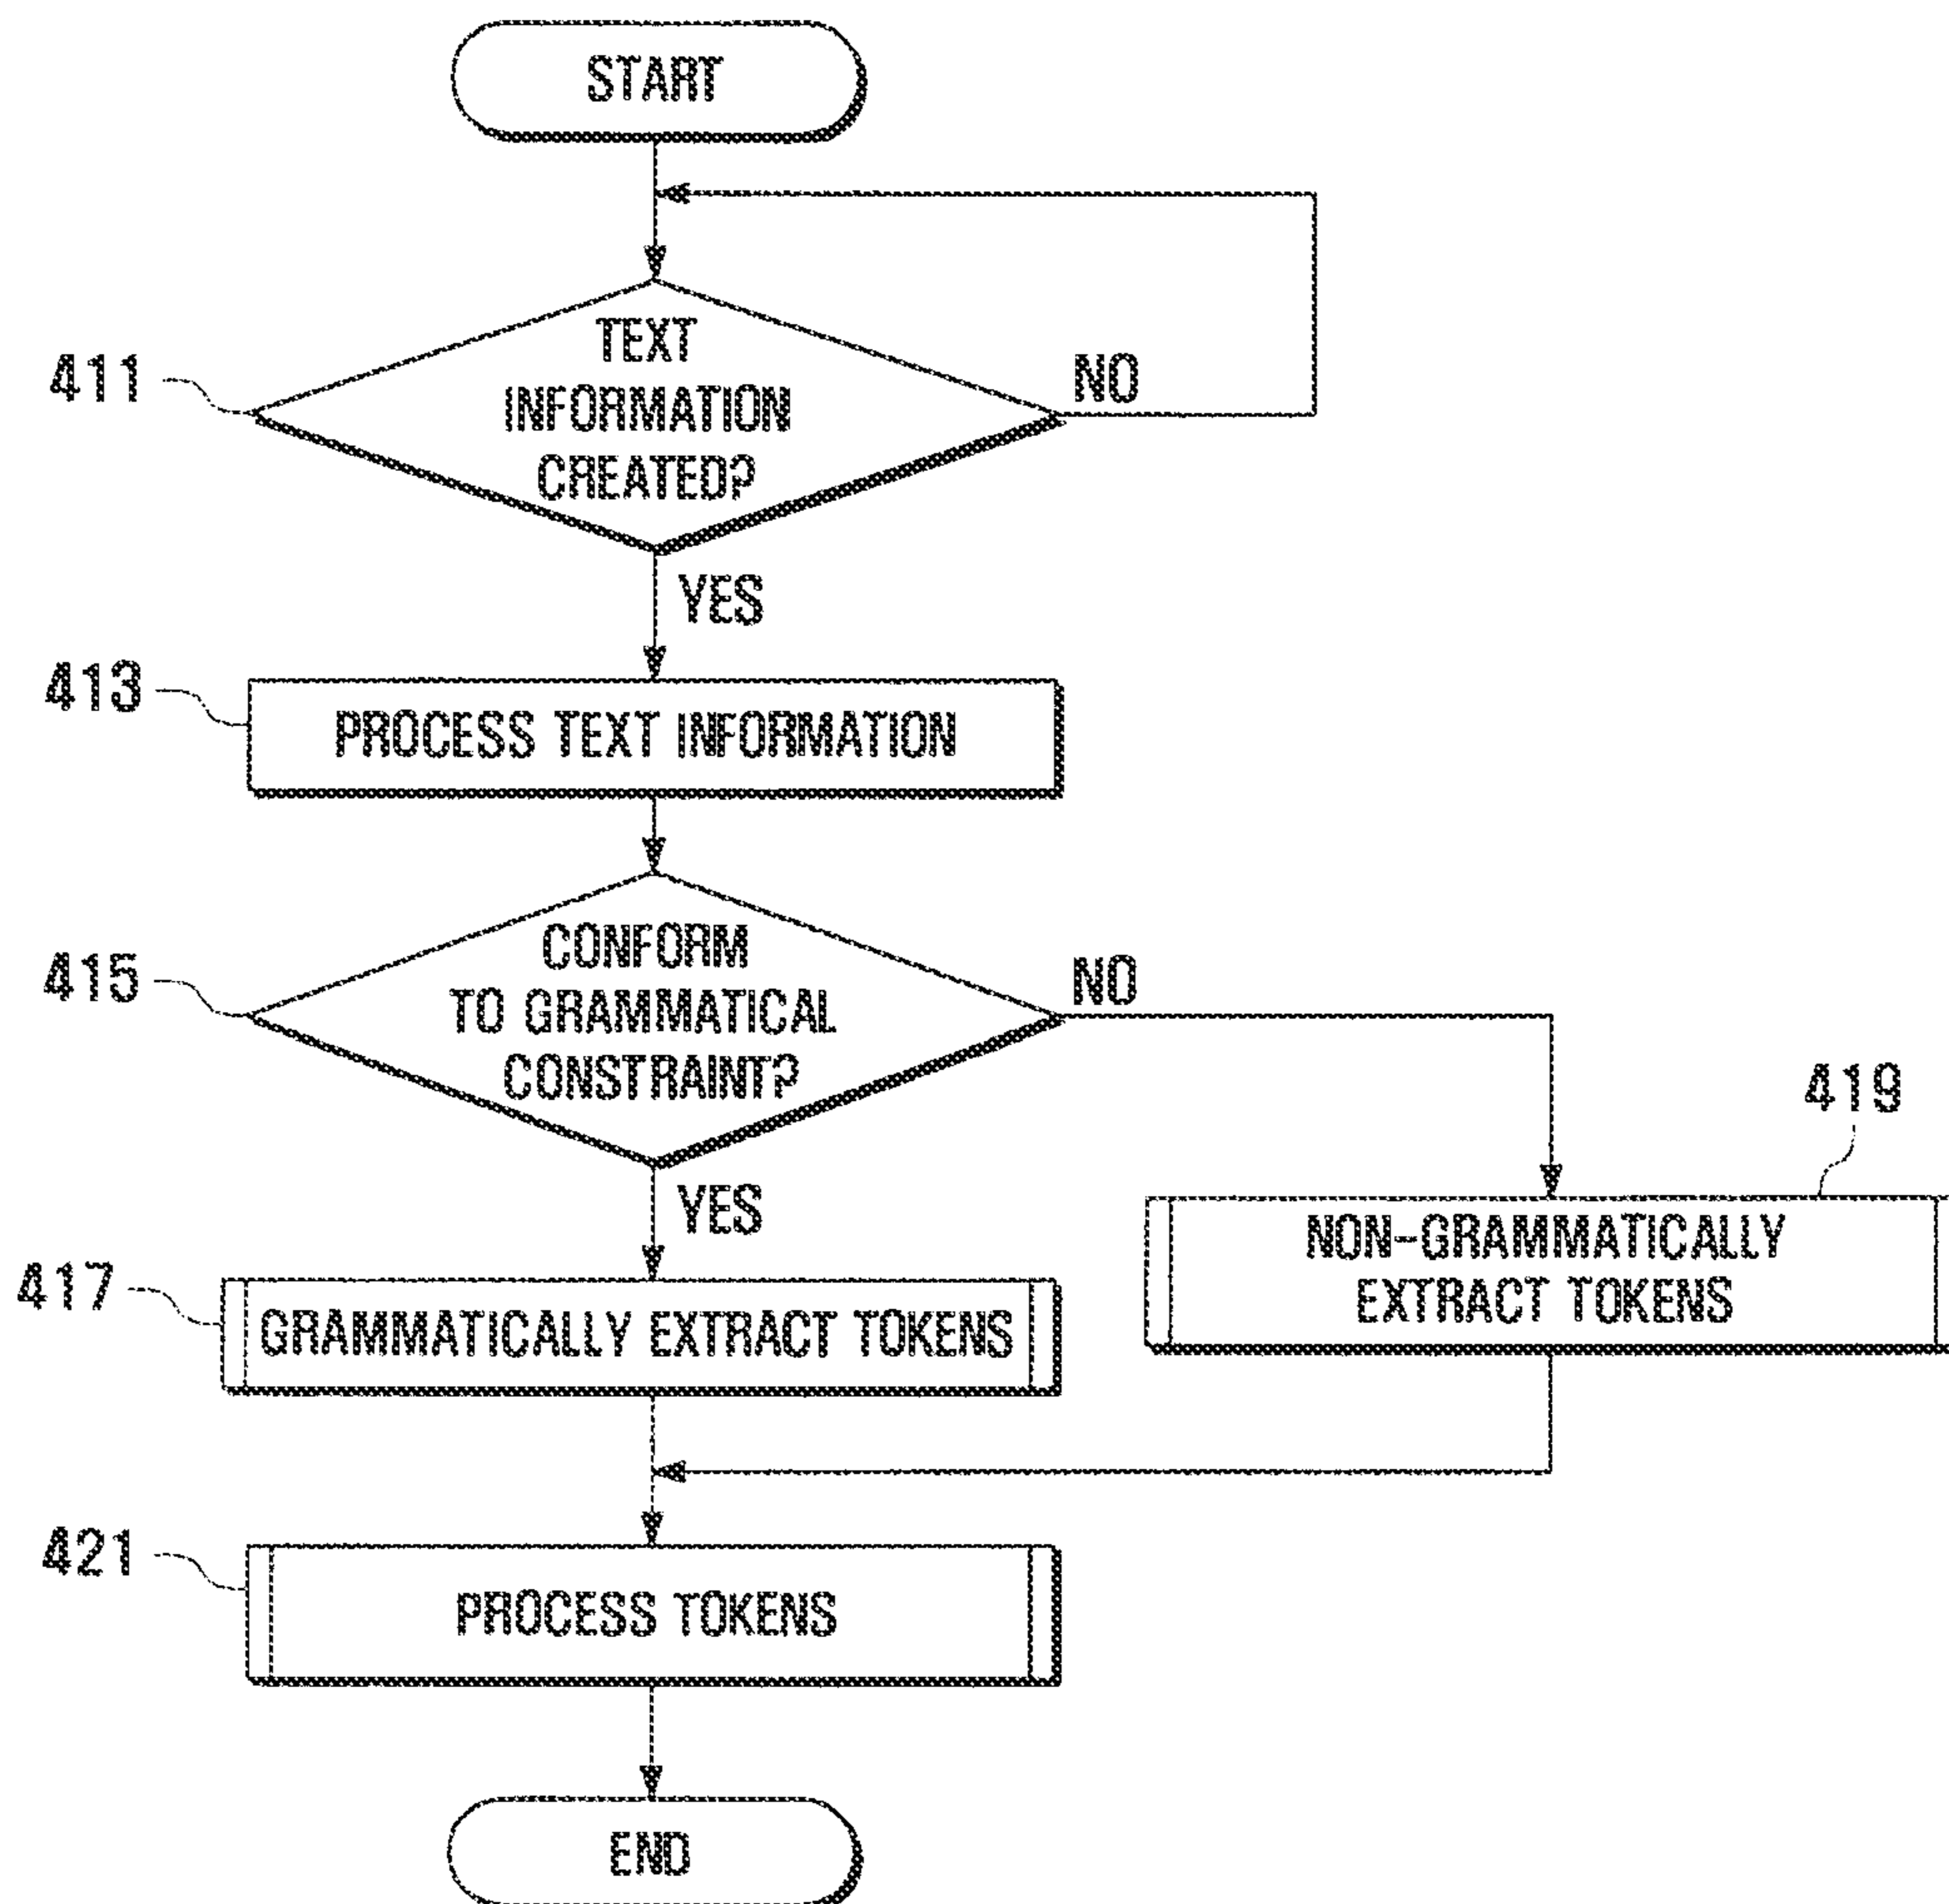 START
411
TEXT
INFORMATION
CREATED?
NO
YES
413
PROCESS TEXT INFORMATION
415
CONFORM
TO GRAMMATICAL
CONSTRAINT?
NO
YES
419
NON-GRAMMATICALLY
EXTRACT TOKENS
417
GRAMMATICALLY EXTRACT TOKENS
421
PROCESS TOKENS
END